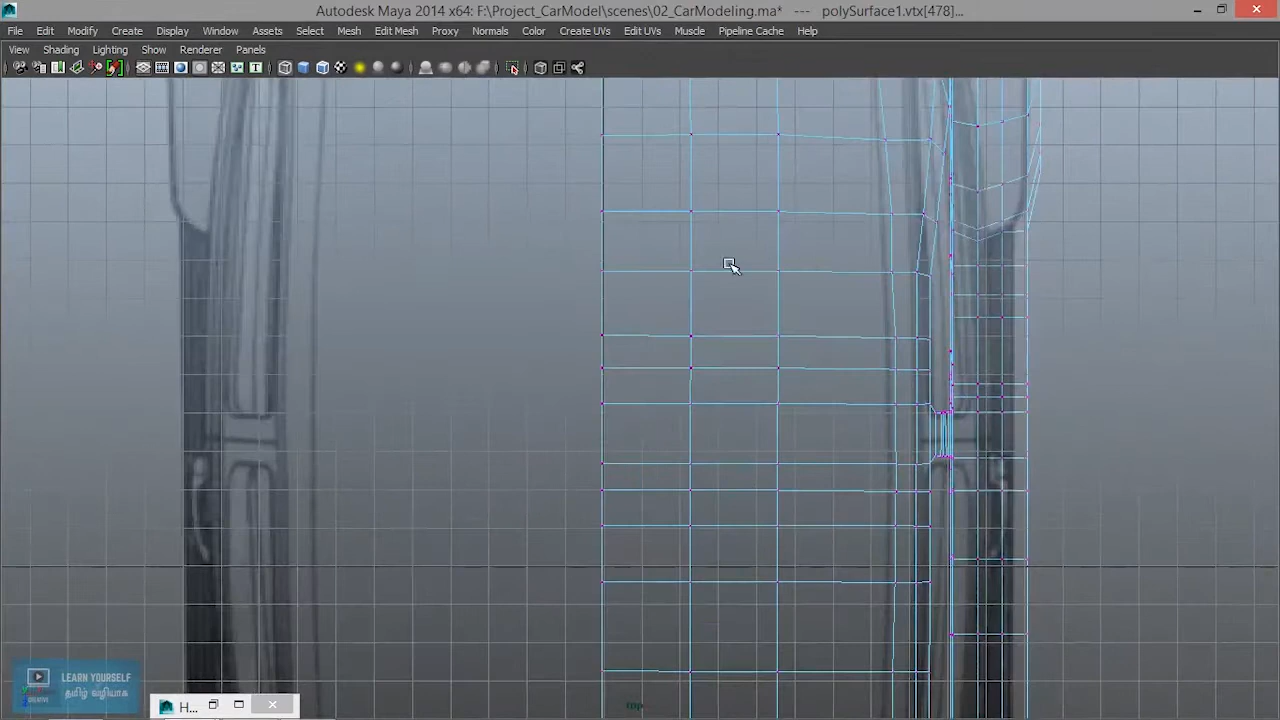 Autodesk Maya 2014 x64: F:\Project_CarModel\scenes\02_CarModeling.ma* --- polySurface1.vtx[478]...
File Edit Modify Create Display Window Assets Select Mesh Edit Mesh Proxy Normals Color Create UVs Edit UVs Muscle Pipeline Cache Help
View Shading Lighting Show Renderer Panels
LEARN YOURSELF
தமிழ் வழியாக
H...
top